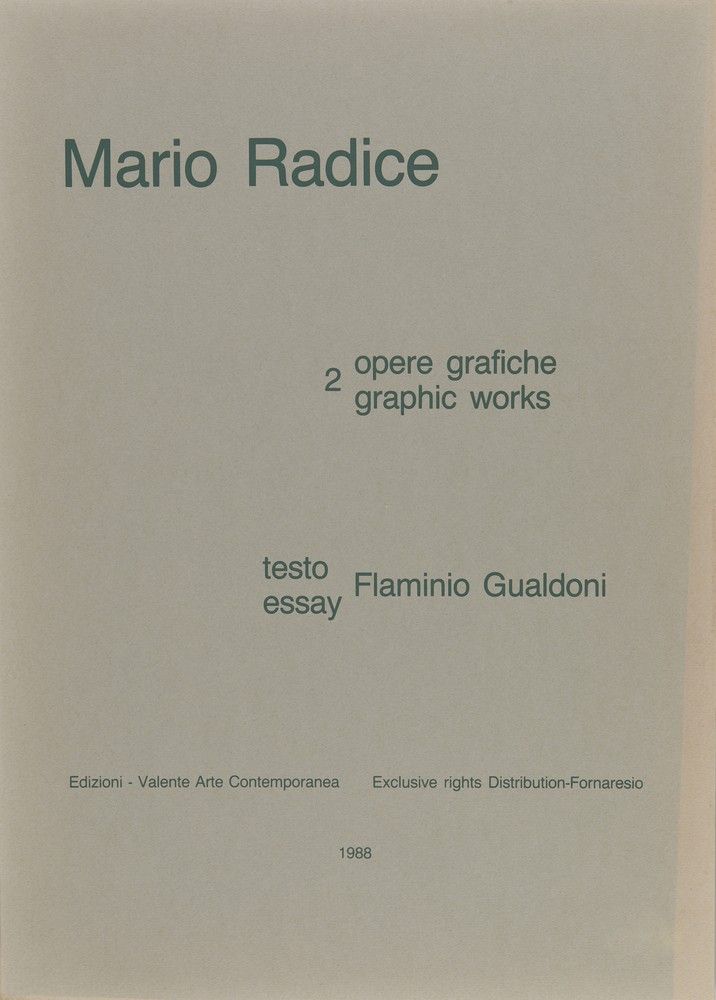 Mario Radice
2 opere grafiche
graphic works
testo
essay Flaminio Gualdoni
Edizioni - Valente Arte Contemporanea Exclusive rights Distribution-Fornaresio
1988